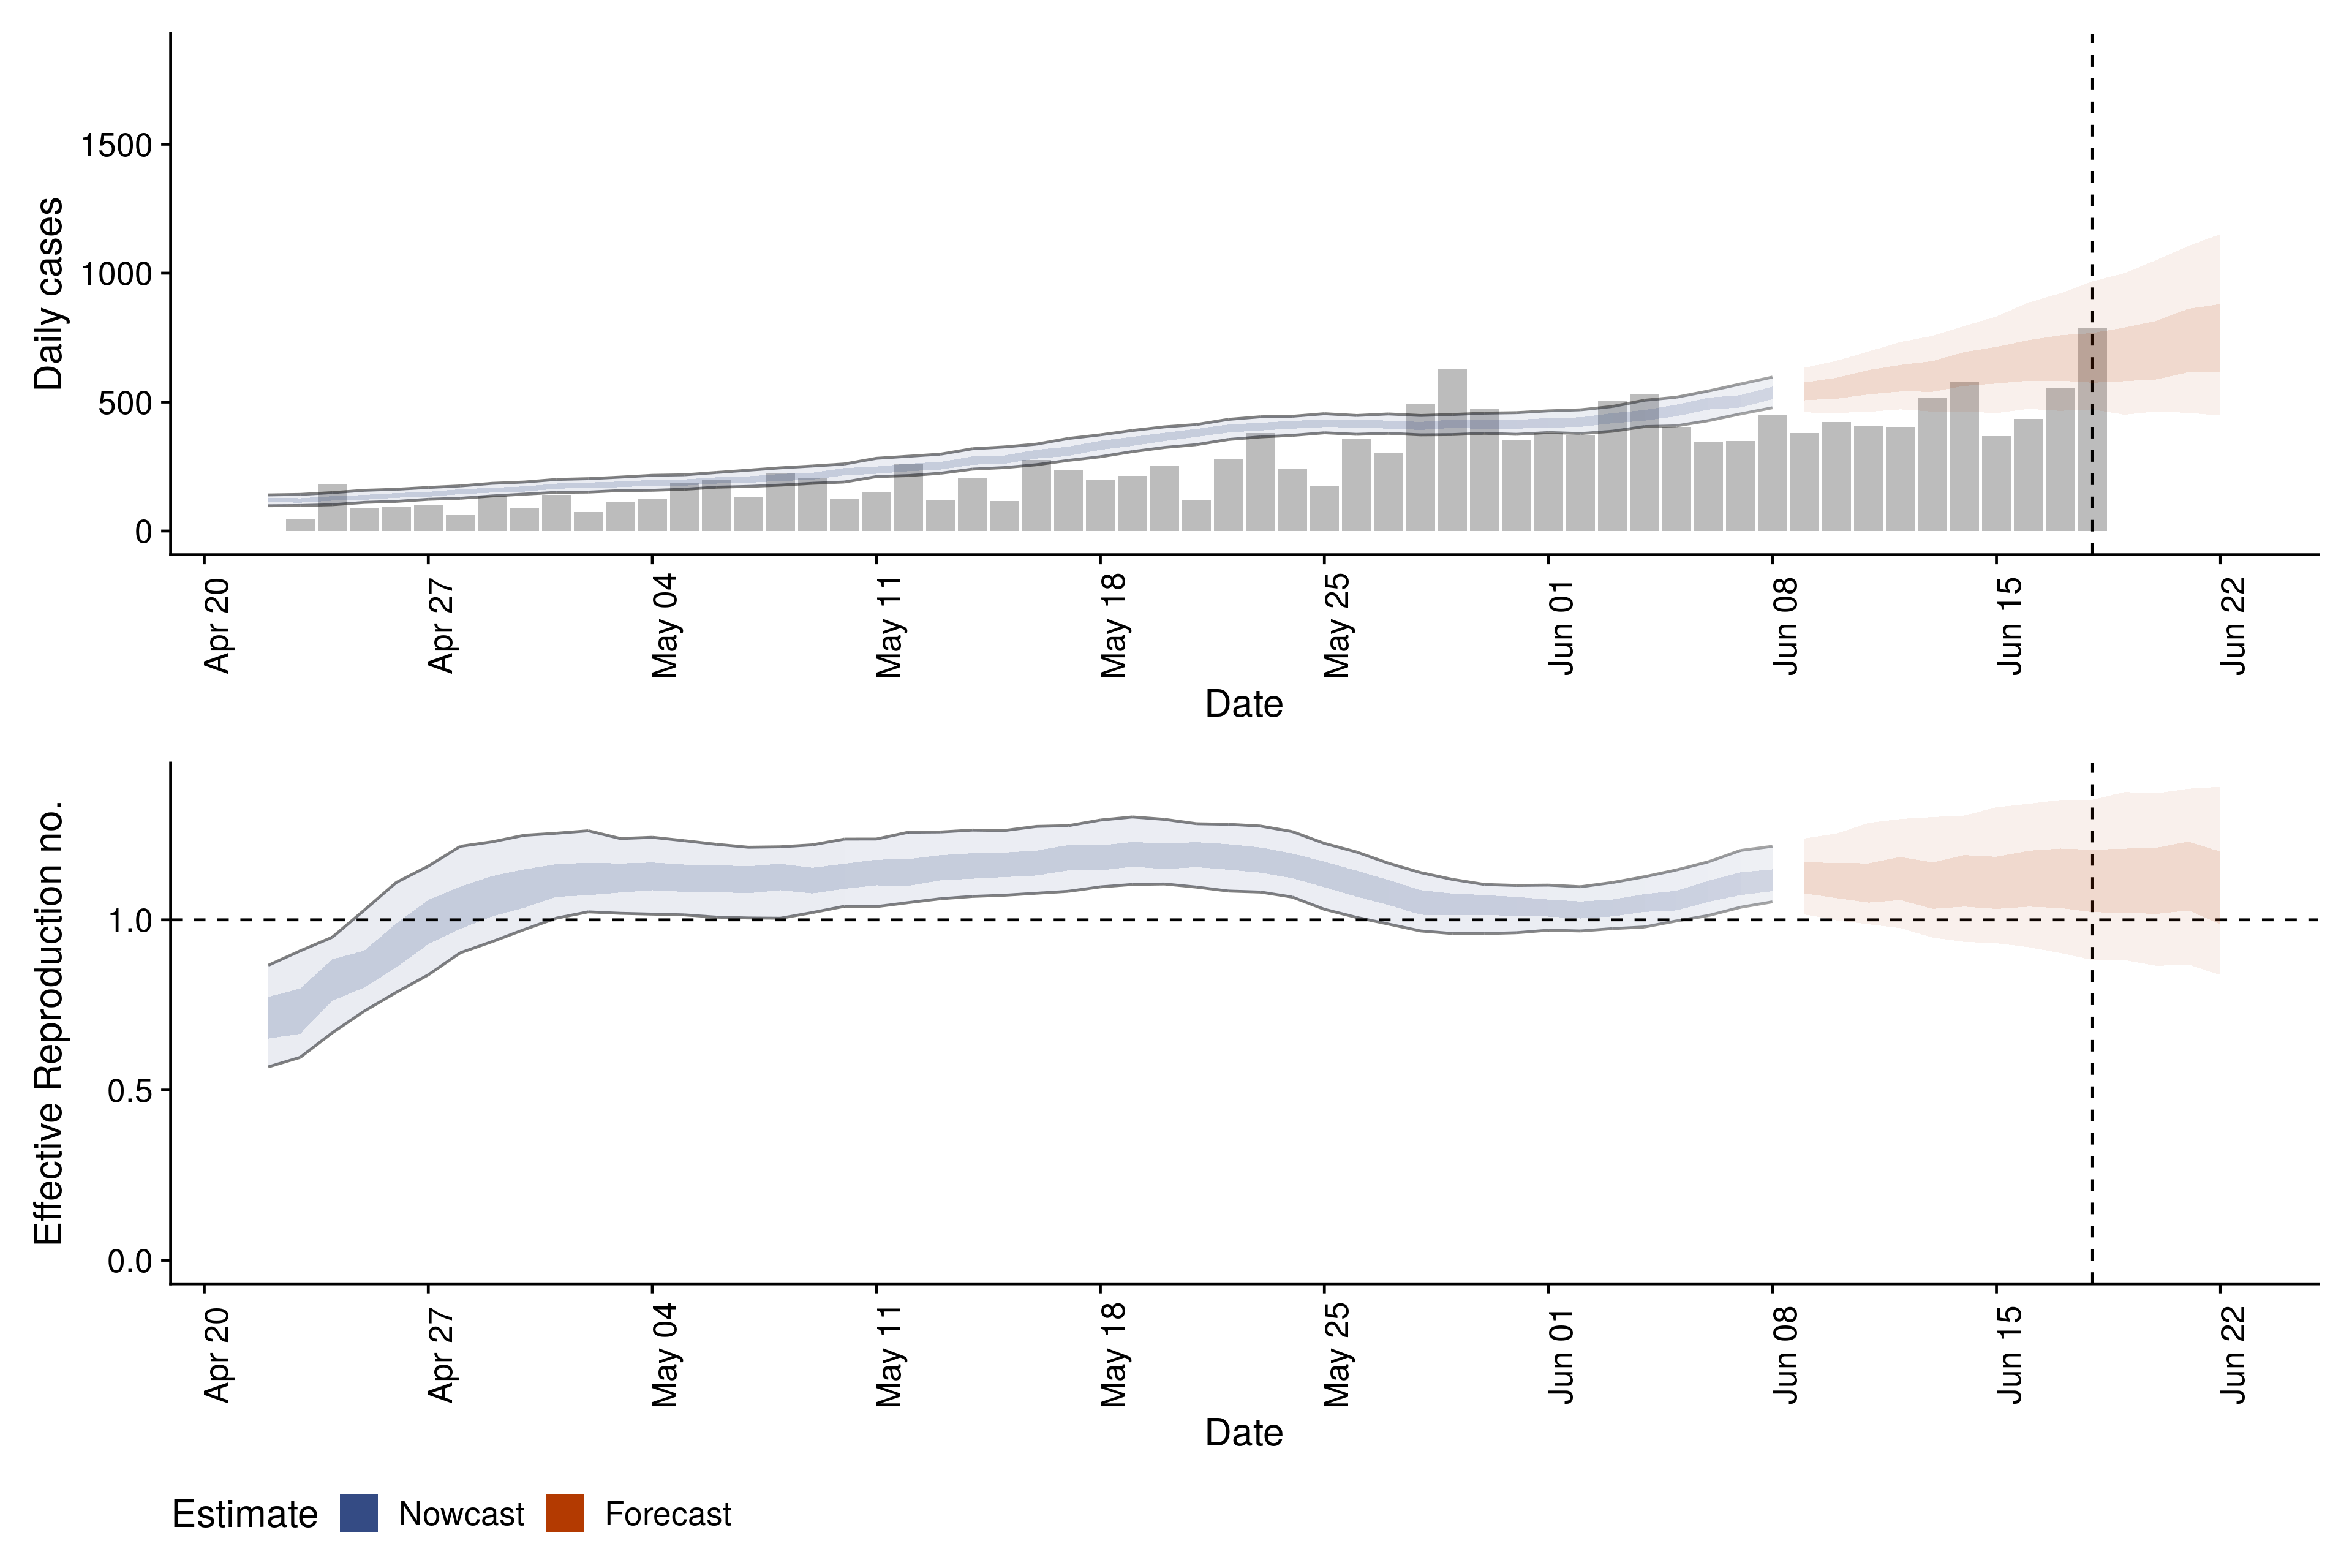 Daily cases
1500
1000
500
0
Apr 20
Apr 27
May 04
May 11
May 18
May 25
Jun 01
Jun 08
Jun 15
Jun 22
Date
Effective Reproduction no.
1.0
0.5
0.0
Apr 20
Apr 27
May 04
May 11
May 18
May 25
Jun 01
Jun 08
Jun 15
Jun 22
Date
Estimate Nowcast Forecast